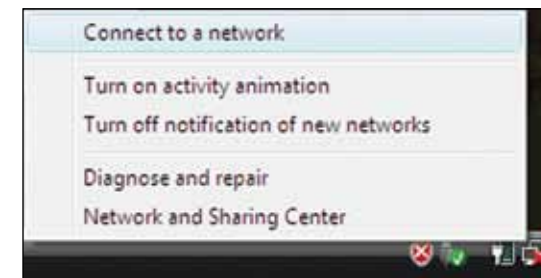 Connect to a network
Turn on activity animation
Turn off notification of new networks
Diagnose and repair
Network and Sharing Center